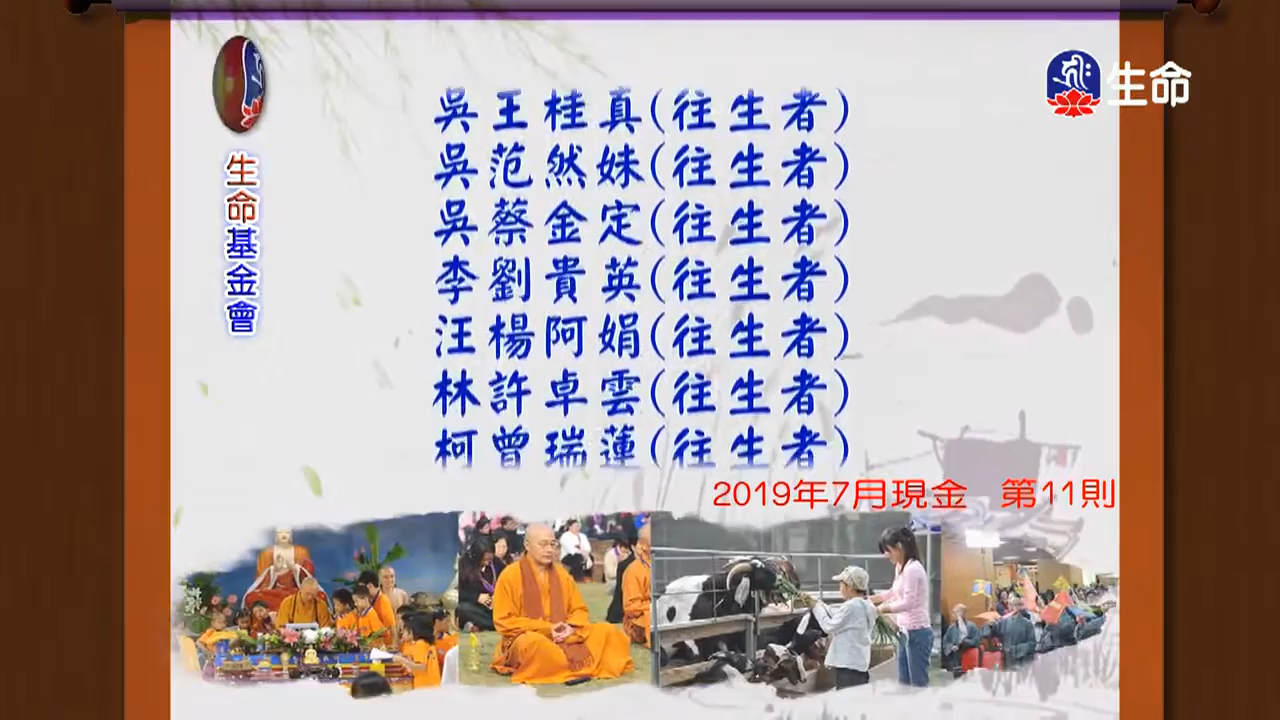 生命
生命基金會
吳王桂真(往生者)
吳范然妹(往生者)
吳蔡金定(往生者)
李劉貴英(往生者)
汪楊阿娟(往生者)
林許卓雲(往生者)
柯曾瑞蓮(往生者)
2019年7月現金 第11則